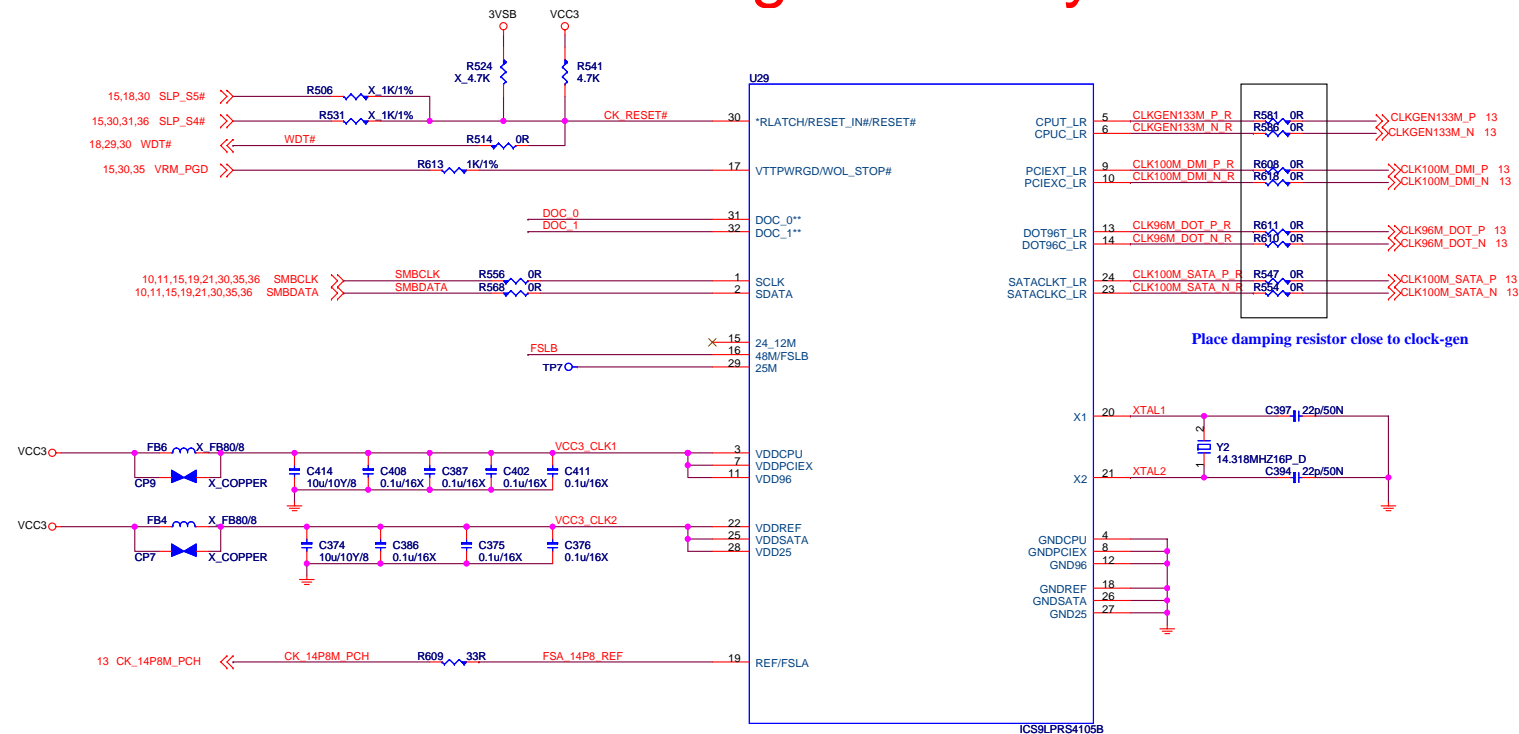 3VSB VCC3
R524 X_4.7K R541 4.7K
U29
15,18,30 SLP_S5# R506 X_1K/1%
15,30,31,36 SLP_S4# R531 X_1K/1% CK_RESET# 30 *RLATCH/RESET_IN#/RESET#
18,29,30 WDT# WDT# R514 0R
15,30,35 VRM_PGD R613 1K/1% 17 VTTPWRGD/WOL_STOP#
DOC_0 31 DOC_0**
DOC_1 32 DOC_1**
10,11,15,19,21,30,35,36 SMBCLK SMBCLK R556 0R 1 SCLK
10,11,15,19,21,30,35,36 SMBDATA SMBDATA R568 0R 2 SDATA
15 24_12M
FSLB 16 48M/FSLB
TP7 29 25M
VCC3 FB6 X_FB80/8 VCC3_CLK1 3 VDDCPU
7 VDDPCIEX
11 VDD96
CP9 X_COPPER
C414 10u/10Y/8 C408 0.1u/16X C387 0.1u/16X C402 0.1u/16X C411 0.1u/16X
VCC3 FB4 X_FB80/8 VCC3_CLK2 22 VDDREF
25 VDDSATA
28 VDD25
CP7 X_COPPER
C374 10u/10Y/8 C386 0.1u/16X C375 0.1u/16X C376 0.1u/16X
13 CK_14P8M_PCH CK_14P8M_PCH R609 33R FSA_14P8_REF 19 REF/FSLA
CPUT_LR 5 CLKGEN133M_P_R R581 0R CLKGEN133M_P 13
CPUC_LR 6 CLKGEN133M_N_R R586 0R CLKGEN133M_N 13
PCIEXT_LR 9 CLK100M_DMI_P_R R608 0R CLK100M_DMI_P 13
PCIEXC_LR 10 CLK100M_DMI_N_R R618 0R CLK100M_DMI_N 13
DOT96T_LR 13 CLK96M_DOT_P_R R611 0R CLK96M_DOT_P 13
DOT96C_LR 14 CLK96M_DOT_N_R R610 0R CLK96M_DOT_N 13
SATACLKT_LR 24 CLK100M_SATA_P_R R547 0R CLK100M_SATA_P 13
SATACLKC_LR 23 CLK100M_SATA_N_R R554 0R CLK100M_SATA_N 13
Place damping resistor close to clock-gen
X1 20 XTAL1 C397 22p/50N
2
Y2
14.318MHZ16P_D
1
X2 21 XTAL2 C394 22p/50N
GNDCPU 4
GNDPCIEX 8
GND96 12
GNDREF 18
GNDSATA 26
GND25 27
ICS9LPRS4105B